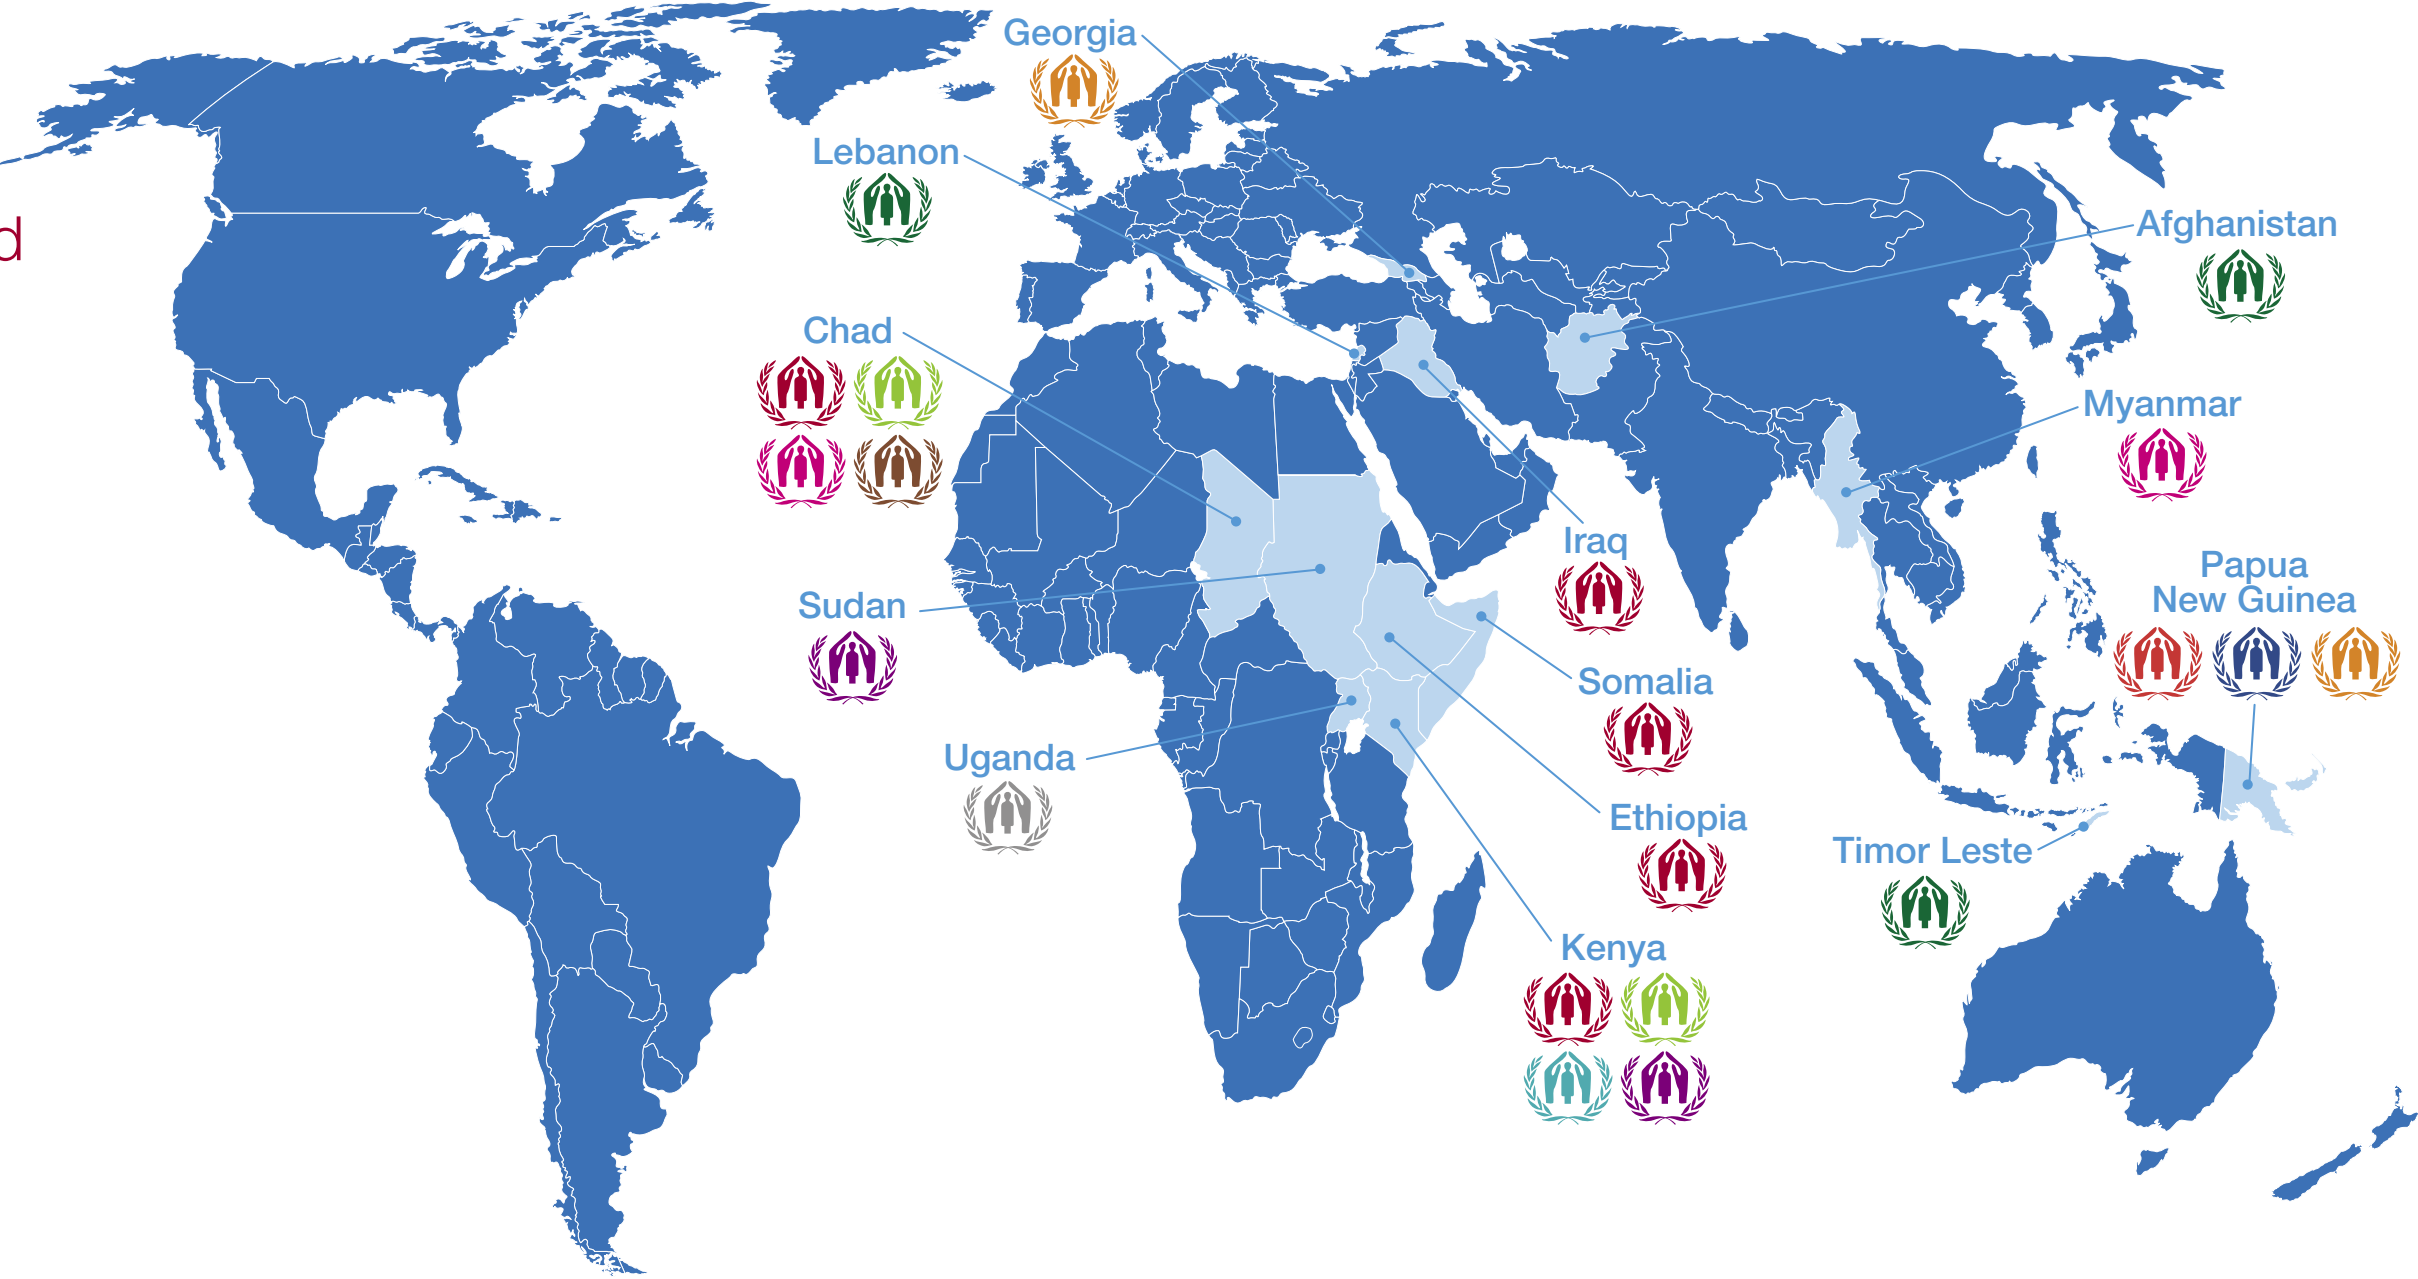 Georgia
Lebanon
d
Afghanistan
Chad
Myanmar
Iraq
Papua
New Guinea
Sudan
Somalia
Uganda
Ethiopia
Timor Leste
Kenya